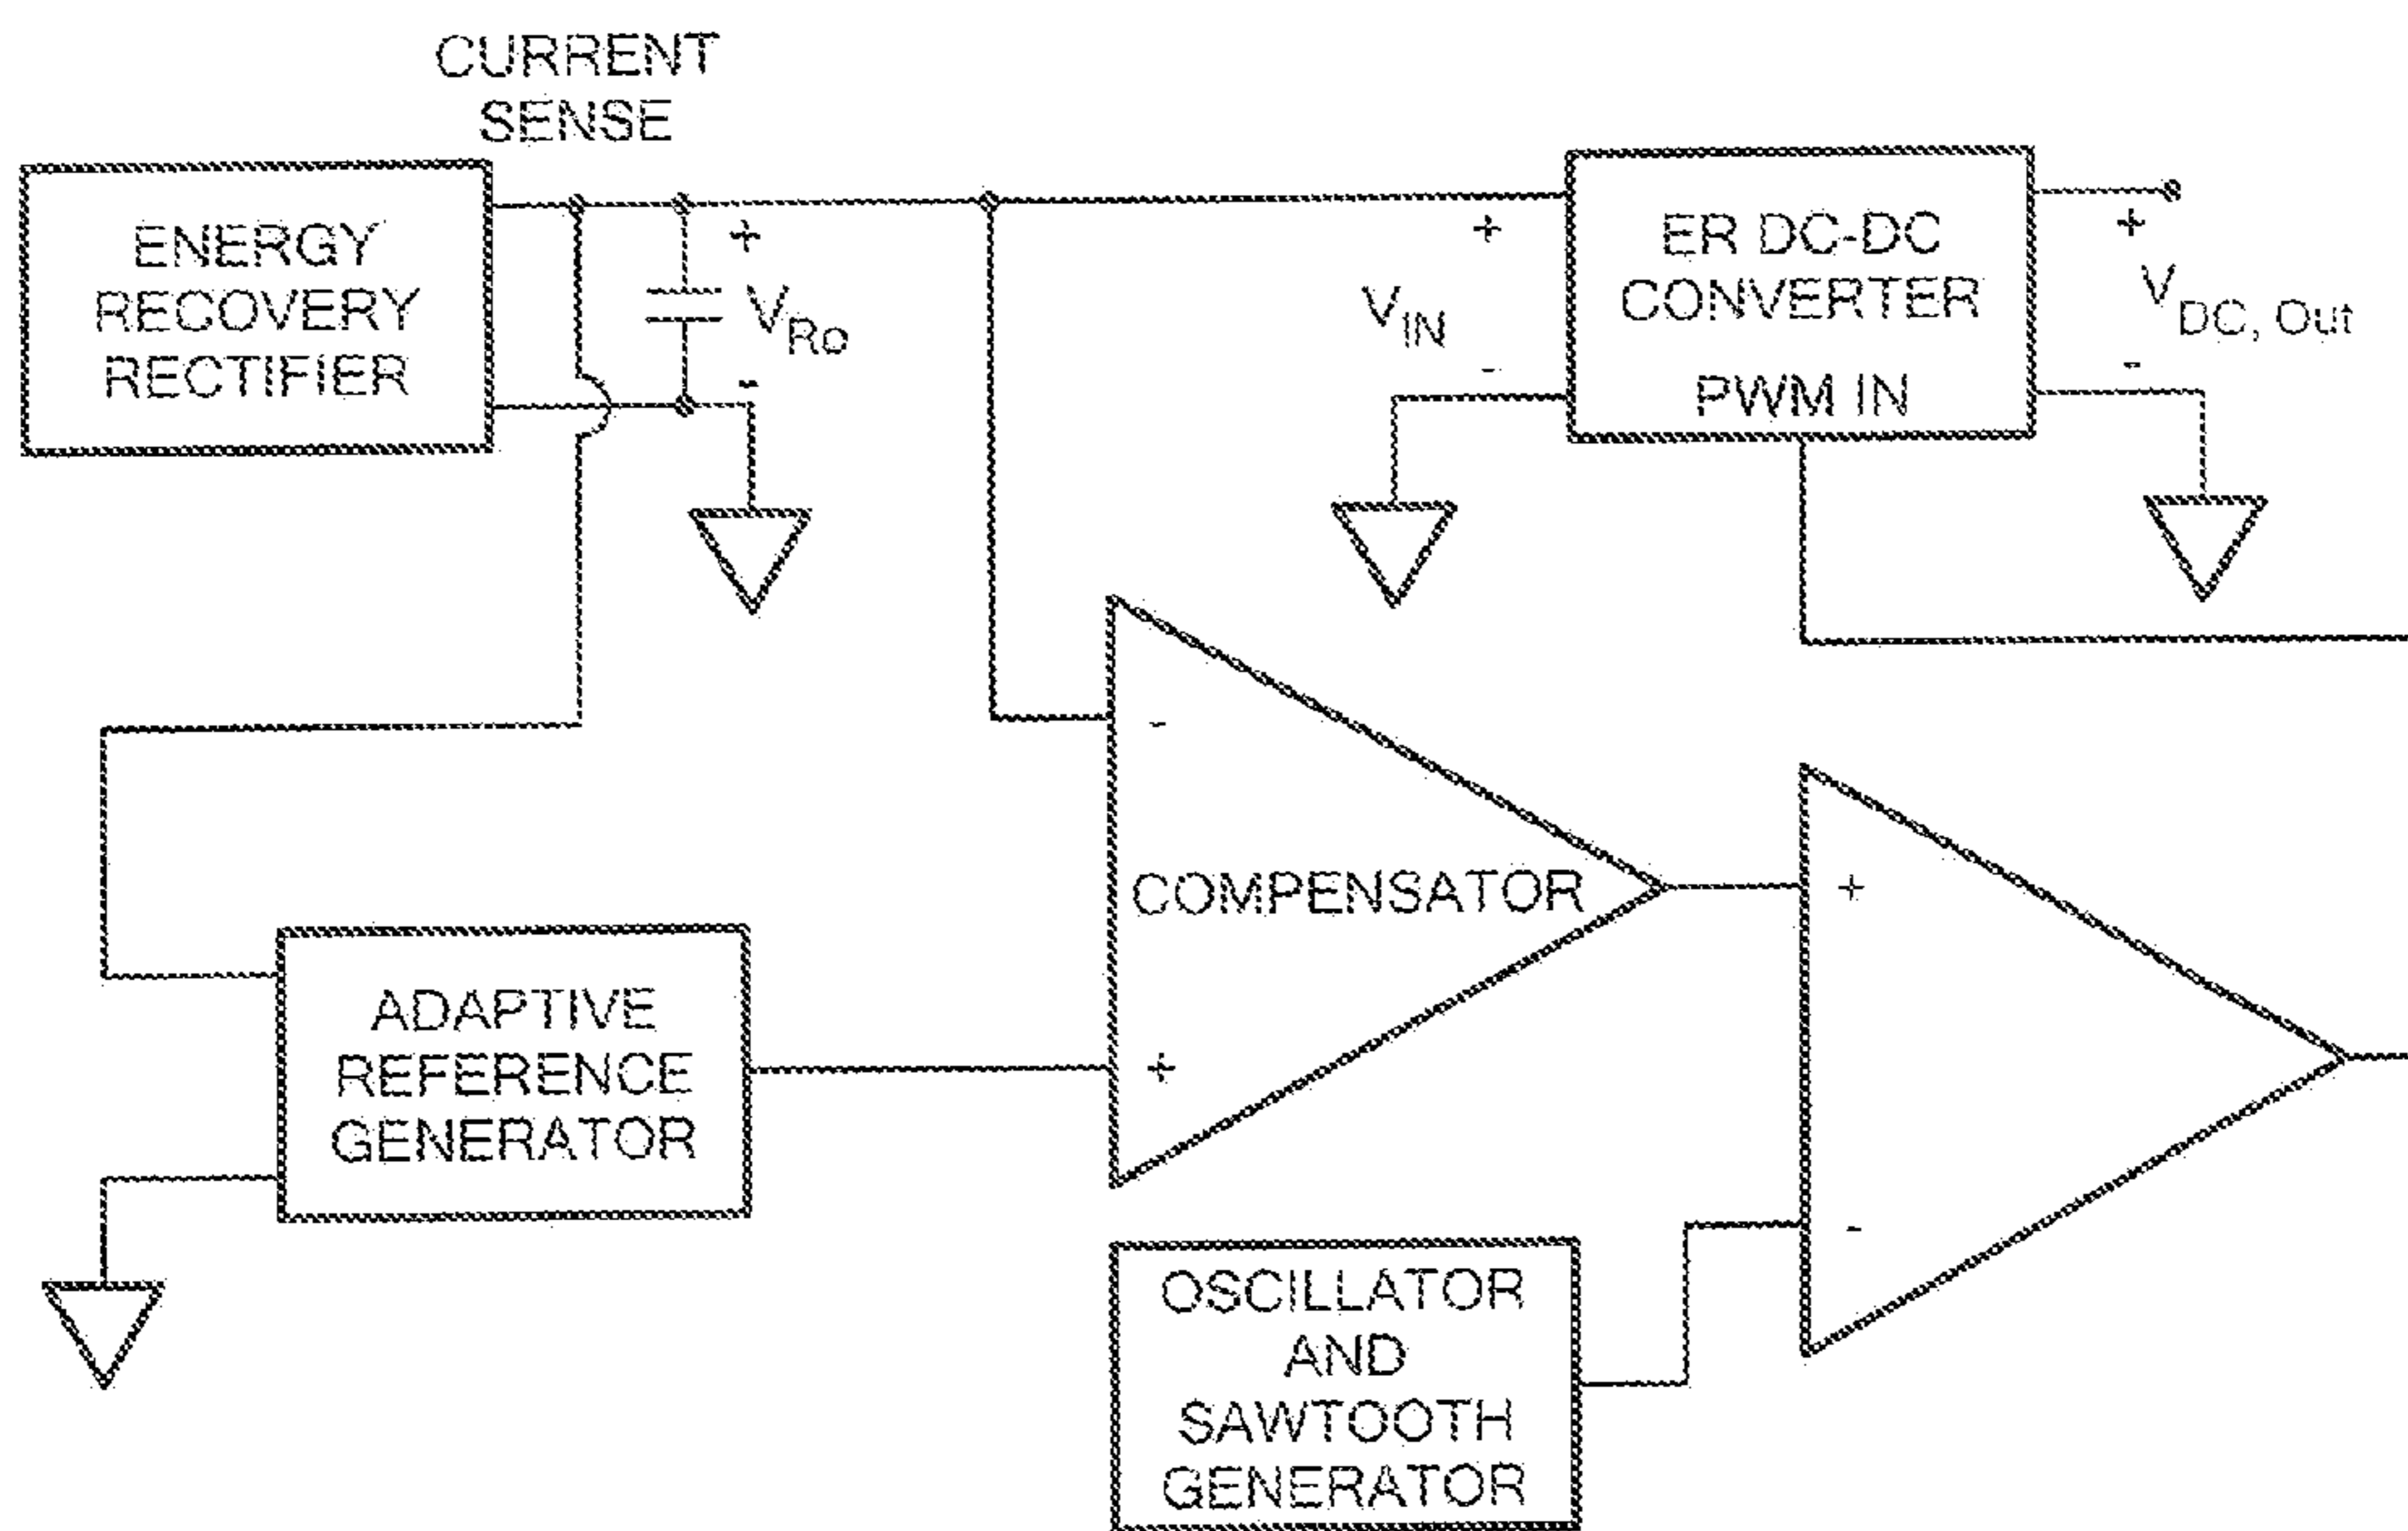 CURRENT
SENSE
ENERGY
RECOVERY
RECTIFIER
+
VRo
-
+
VIN
-
ER DC-DC
CONVERTER
PWM IN
+
VDC, Out
-
-
COMPENSATOR
+
+
-
ADAPTIVE
REFERENCE
GENERATOR
OSCILLATOR
AND
SAWTOOTH
GENERATOR